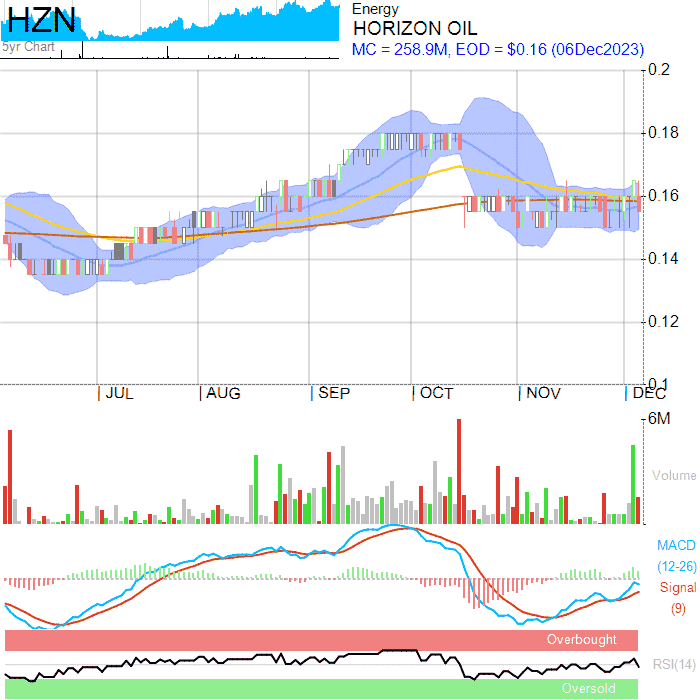 HZN
5yr Chart
Energy
HORIZON OIL
MC = 258.9M, EOD = $0.16 (06Dec2023)
0.2
0.18
0.16
0.14
0.12
0.1
JUL AUG SEP OCT NOV DEC
6M
Volume
MACD
(12-26)
Signal
(9)
Overbought
RSI(14)
Oversold